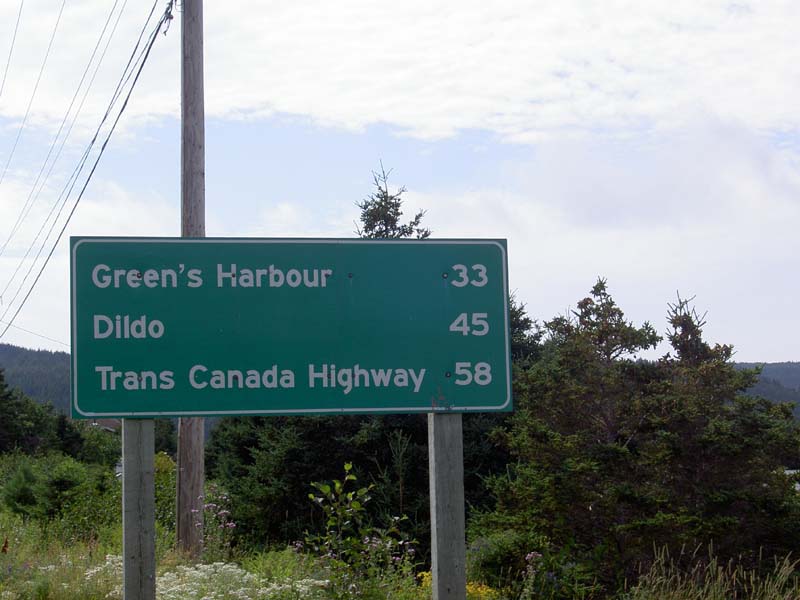 Green's Harbour 33
Dildo 45
Trans Canada Highway 58